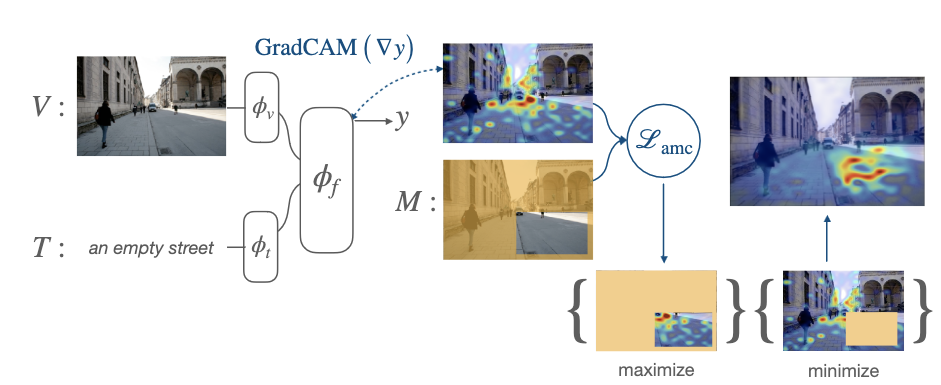 GradCAM (∇y)
V :
ϕv
y
ϕf
ℒamc
M :
T : an empty street
ϕt
{ } { }
maximize
minimize